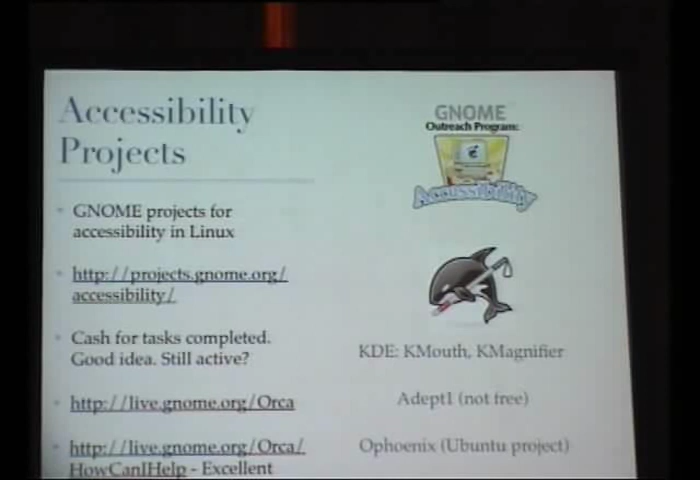 Accessibility
Projects
GNOME projects for
accessibility in Linux
http://projects.gnome.org/
accessibility/
Cash for tasks completed.
Good idea. Still active?
http://live.gnome.org/Orca
http://live.gnome.org/Orca/
HowCanIHelp - Excellent
GNOME
Outreach Program:
Accessibility
KDE: KMouth, KMagnifier
Adept1 (not free)
Ophoenix (Ubuntu project)